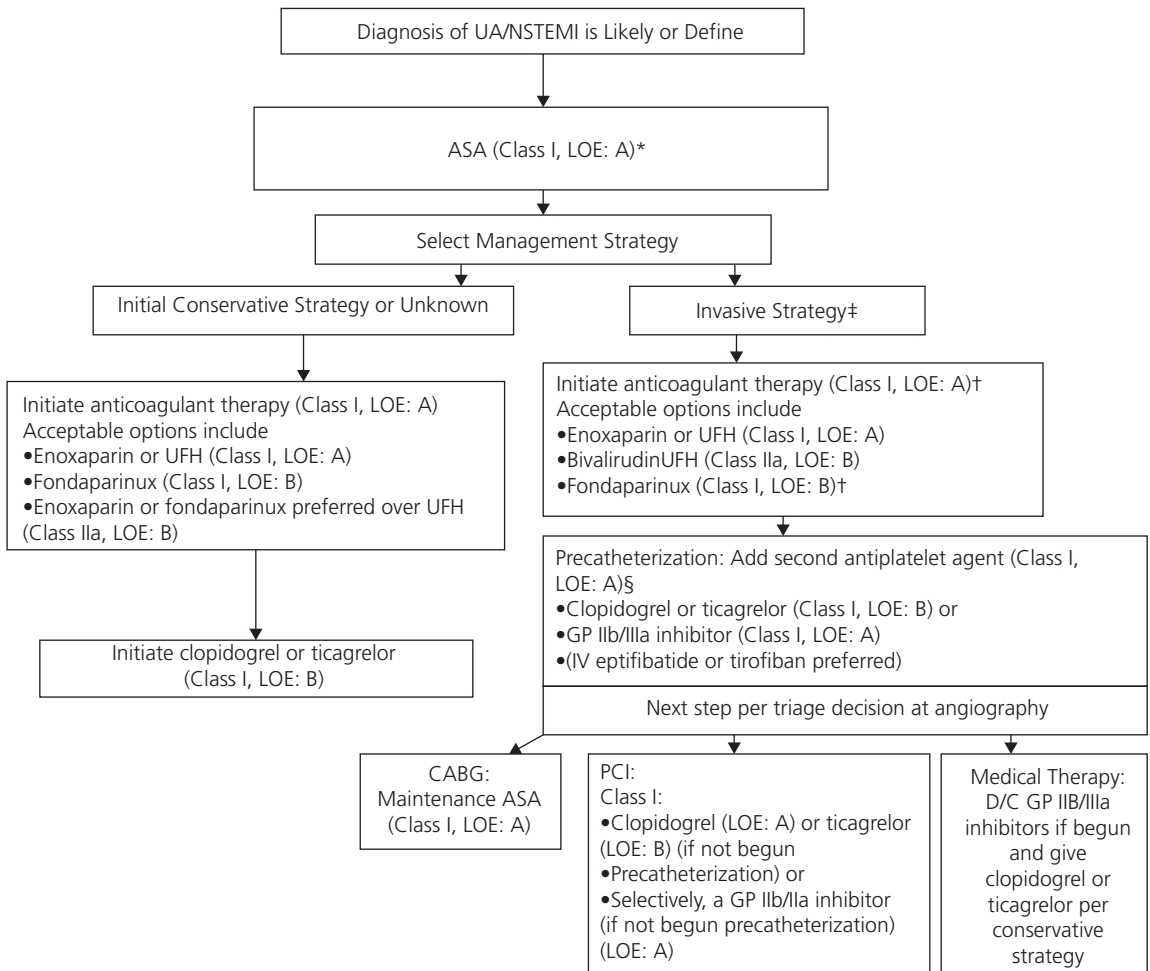 Diagnosis of UA/NSTEMI is Likely or Define
ASA (Class I, LOE: A)*
Select Management Strategy
Initial Conservative Strategy or Unknown
Invasive Strategy‡
Initiate anticoagulant therapy (Class I, LOE: A)
Acceptable options include
•Enoxaparin or UFH (Class I, LOE: A)
•Fondaparinux (Class I, LOE: B)
•Enoxaparin or fondaparinux preferred over UFH
(Class IIa, LOE: B)
Initiate clopidogrel or ticagrelor
(Class I, LOE: B)
Initiate anticoagulant therapy (Class I, LOE: A)†
Acceptable options include
•Enoxaparin or UFH (Class I, LOE: A)
•BivalirudinUFH (Class IIa, LOE: B)
•Fondaparinux (Class I, LOE: B)†
Precatheterization: Add second antiplatelet agent (Class I,
LOE: A)§
•Clopidogrel or ticagrelor (Class I, LOE: B) or
•GP IIb/IIIa inhibitor (Class I, LOE: A)
•(IV eptifibatide or tirofiban preferred)
Next step per triage decision at angiography
CABG:
Maintenance ASA
(Class I, LOE: A)
PCI:
Class I:
•Clopidogrel (LOE: A) or ticagrelor
(LOE: B) (if not begun
•Precatheterization) or
•Selectively, a GP IIb/IIa inhibitor
(if not begun precatheterization)
(LOE: A)
Medical Therapy:
D/C GP IIB/IIIa
inhibitors if begun
and give
clopidogrel or
ticagrelor per
conservative
strategy